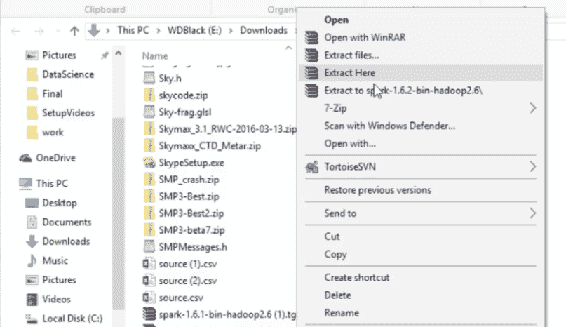 Clipboard
Organi
This PC > WDBlack (E:) > Downloads >
Pictures
DataScience
Final
SetupVideos
work
OneDrive
This PC
Desktop
Documents
Downloads
Music
Pictures
Videos
Local Disk (C:)
Name
Sky.h
skycode.zip
Sky-frag.glsl
Skymax_3.1_RWC-2016-03-13.zip
Skymaxx_CTD_Metar.zip
SkypeSetup.exe
SMP_crash.zip
SMP3-Best.zip
SMP3-Best2.zip
SMP3-beta7.zip
SMPMessages.h
source (1).csv
source (2).csv
source.csv
spark-1.6.1-bin-hadoop2.6 (1).tg
Open
Open with WinRAR
Extract files...
Extract Here
Extract to spark-1.6.2-bin-hadoop2.6\
7-Zip
Scan with Windows Defender...
Open with...
TortoiseSVN
Restore previous versions
Send to
Cut
Copy
Create shortcut
Delete
Rename